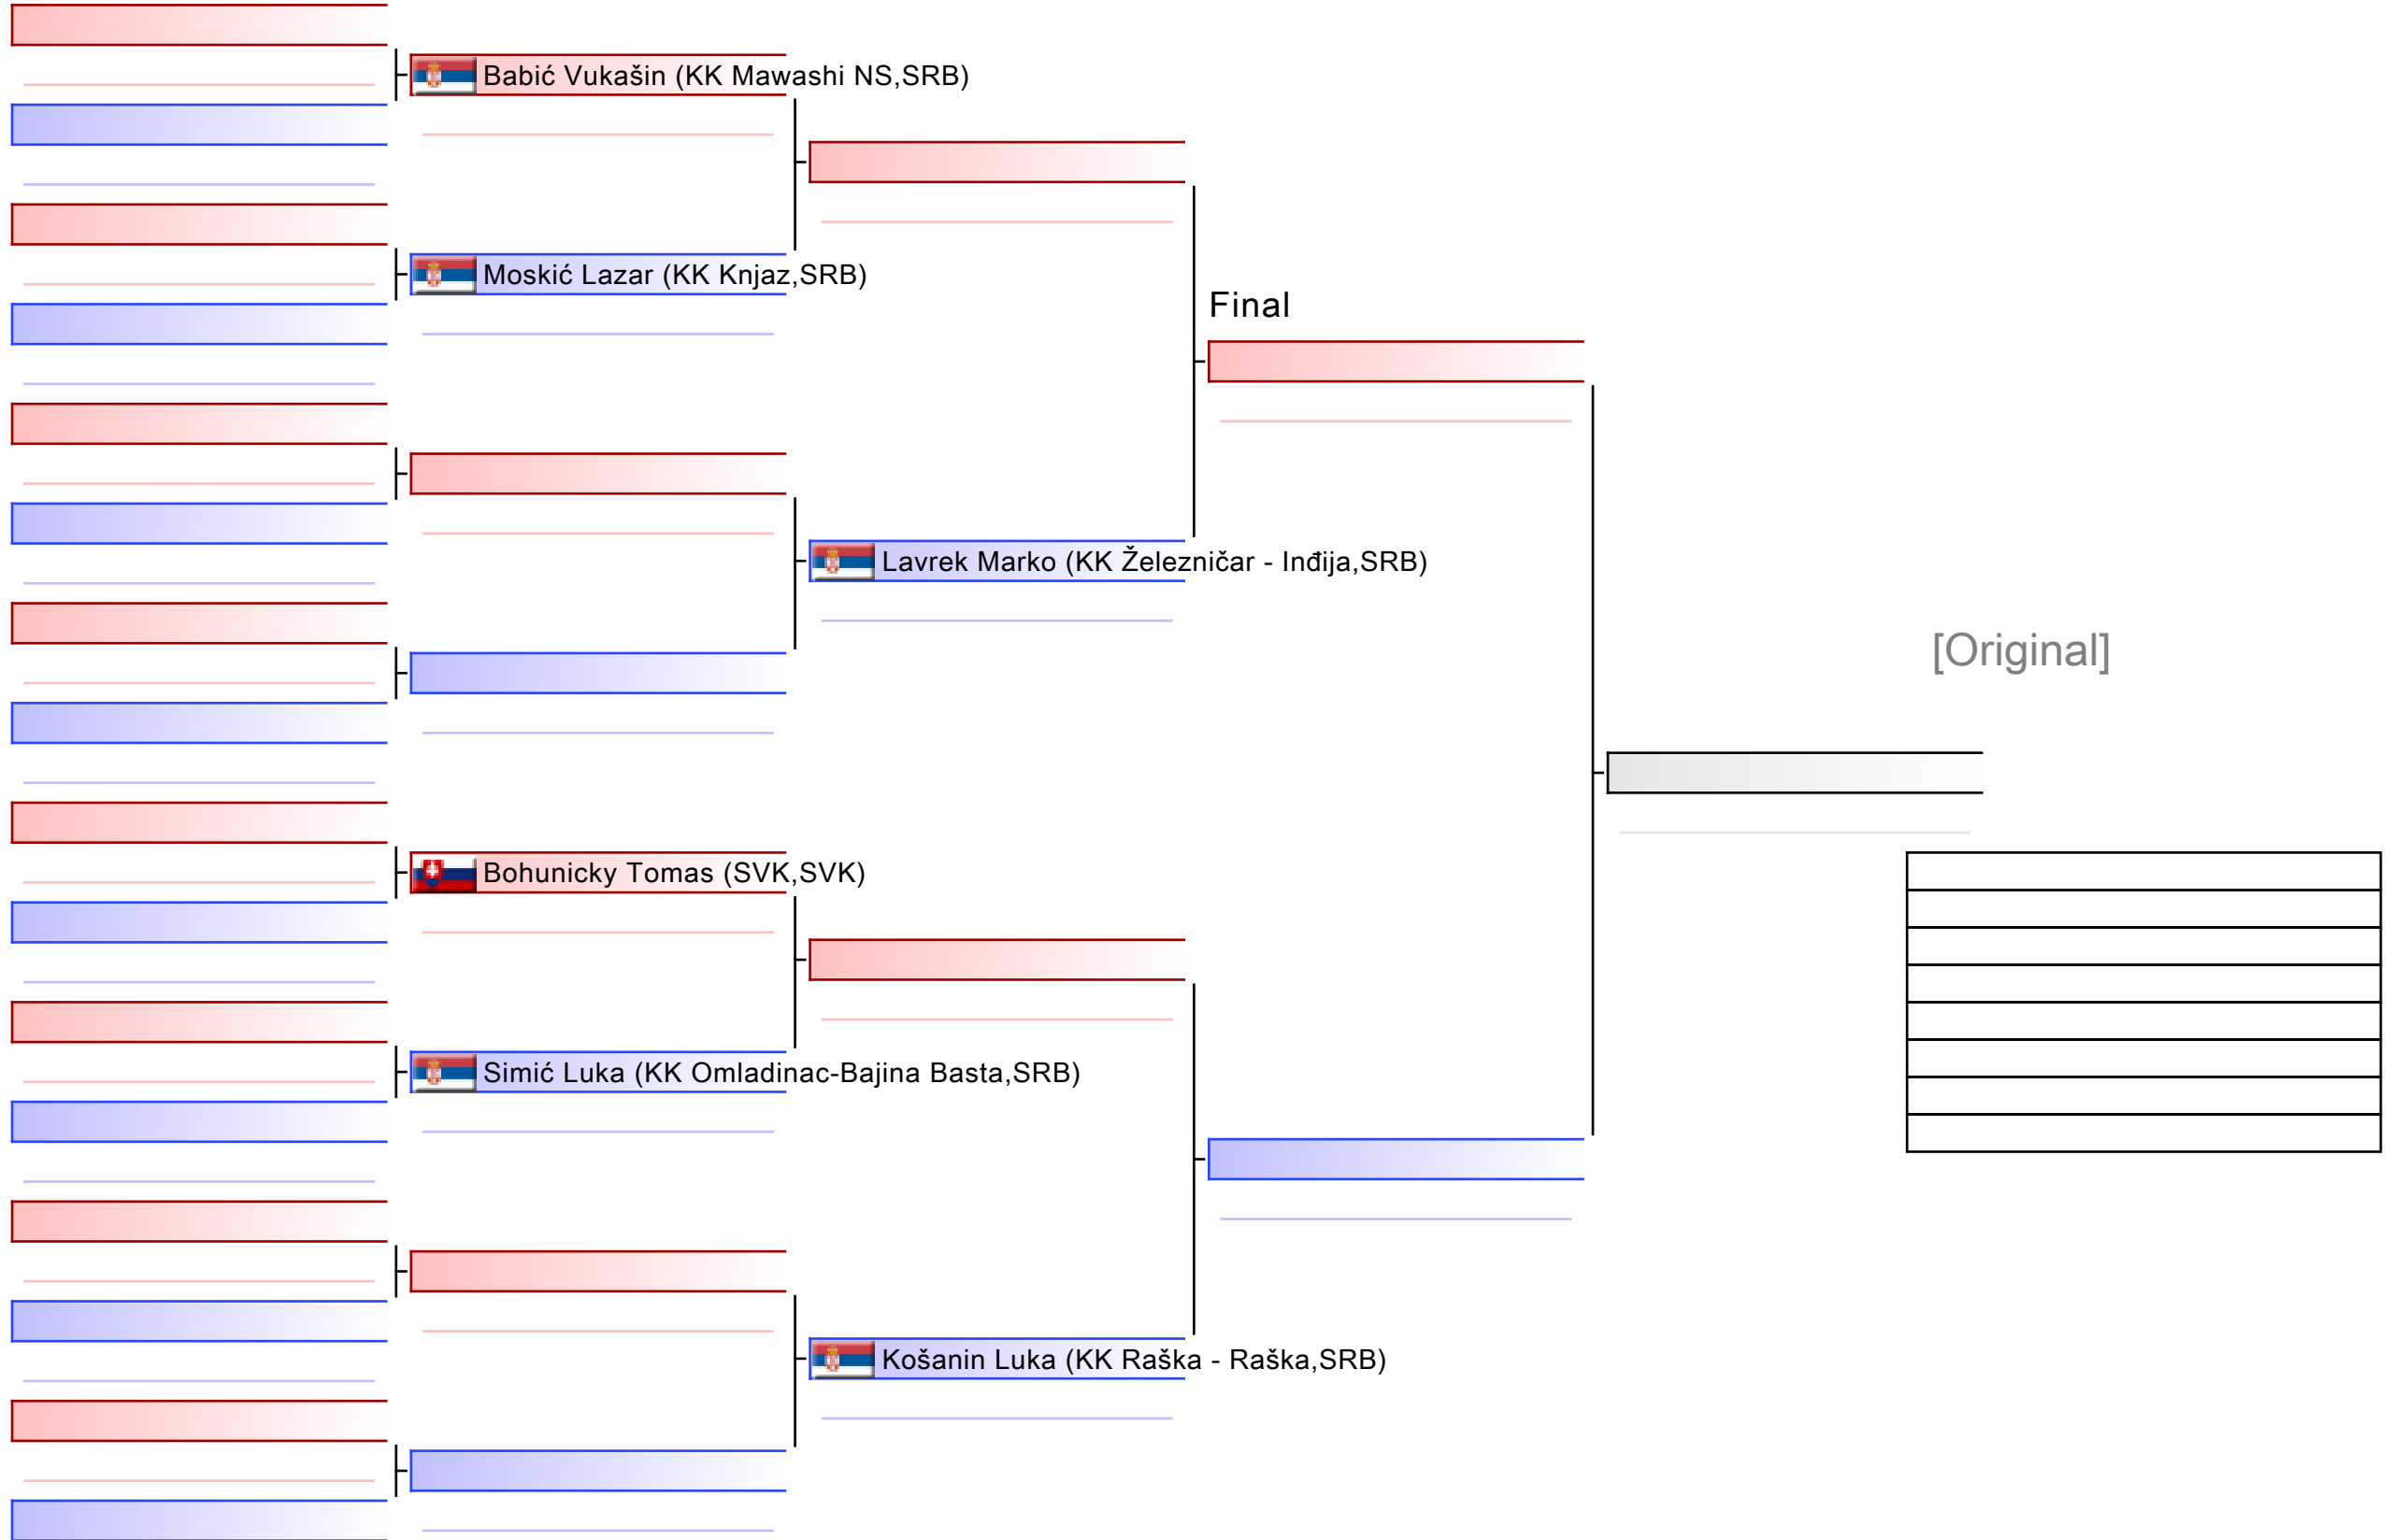 Babić Vukašin (KK Mawashi NS,SRB)
Moskić Lazar (KK Knjaz,SRB)
Final
Lavrek Marko (KK Železničar - Inđija,SRB)
[Original]
Bohunicky Tomas (SVK,SVK)
Simić Luka (KK Omladinac-Bajina Basta,SRB)
Košanin Luka (KK Raška - Raška,SRB)